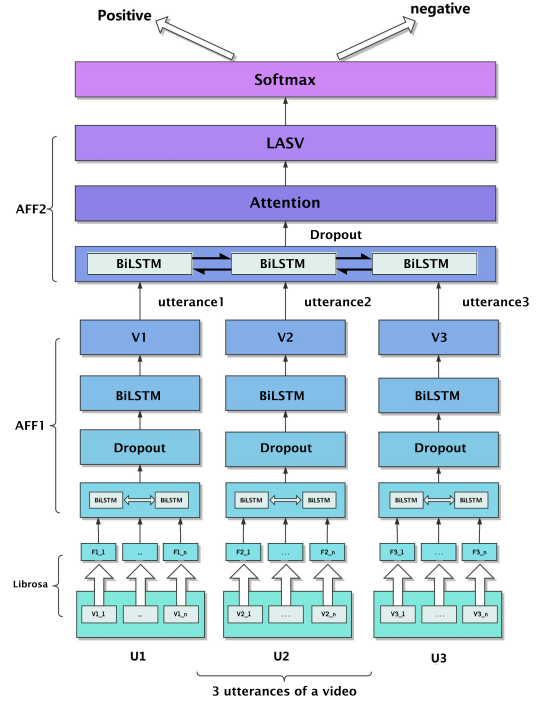 Positive
negative
Softmax
LASV
Attention
AFF2
Dropout
BiLSTM
BiLSTM
BiLSTM
utterance1
utterance2
utterance3
V1
V2
V3
BiLSTM
BiLSTM
BiLSTM
AFF1
Dropout
Dropout
Dropout
BiLSTM
BiLSTM
BiLSTM
BiLSTM
BiLSTM
BiLSTM
F1_1
...
F1_n
F2_1
...
F2_n
F3_1
...
F3_n
Librosa
V1_1
...
V1_n
V2_1
...
V2_n
V3_1
...
V3_n
U1
U2
U3
3 utterances of a video